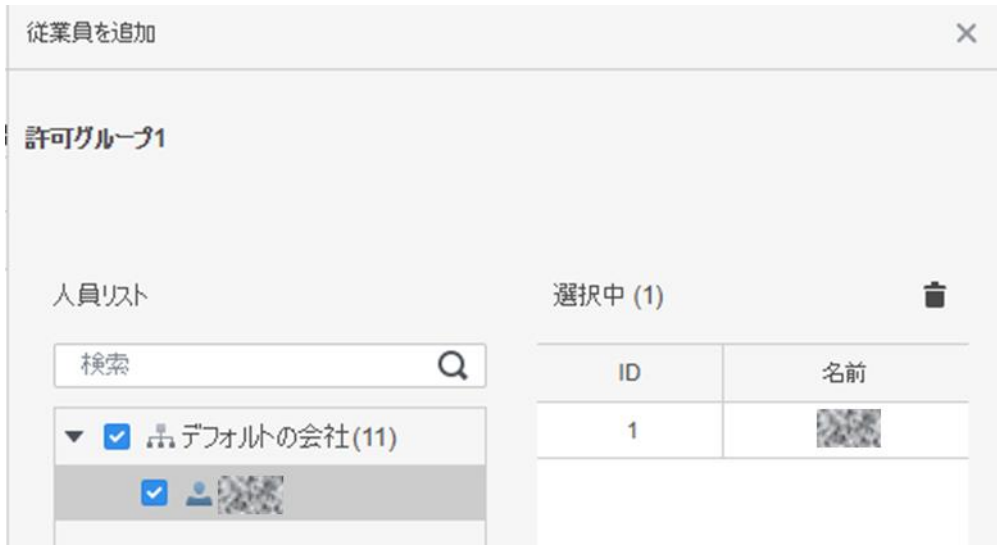 従業員を追加
許可グループ1
人員リスト
選択中 (1)
検索
ID 名前
1
デフォルトの会社(11)